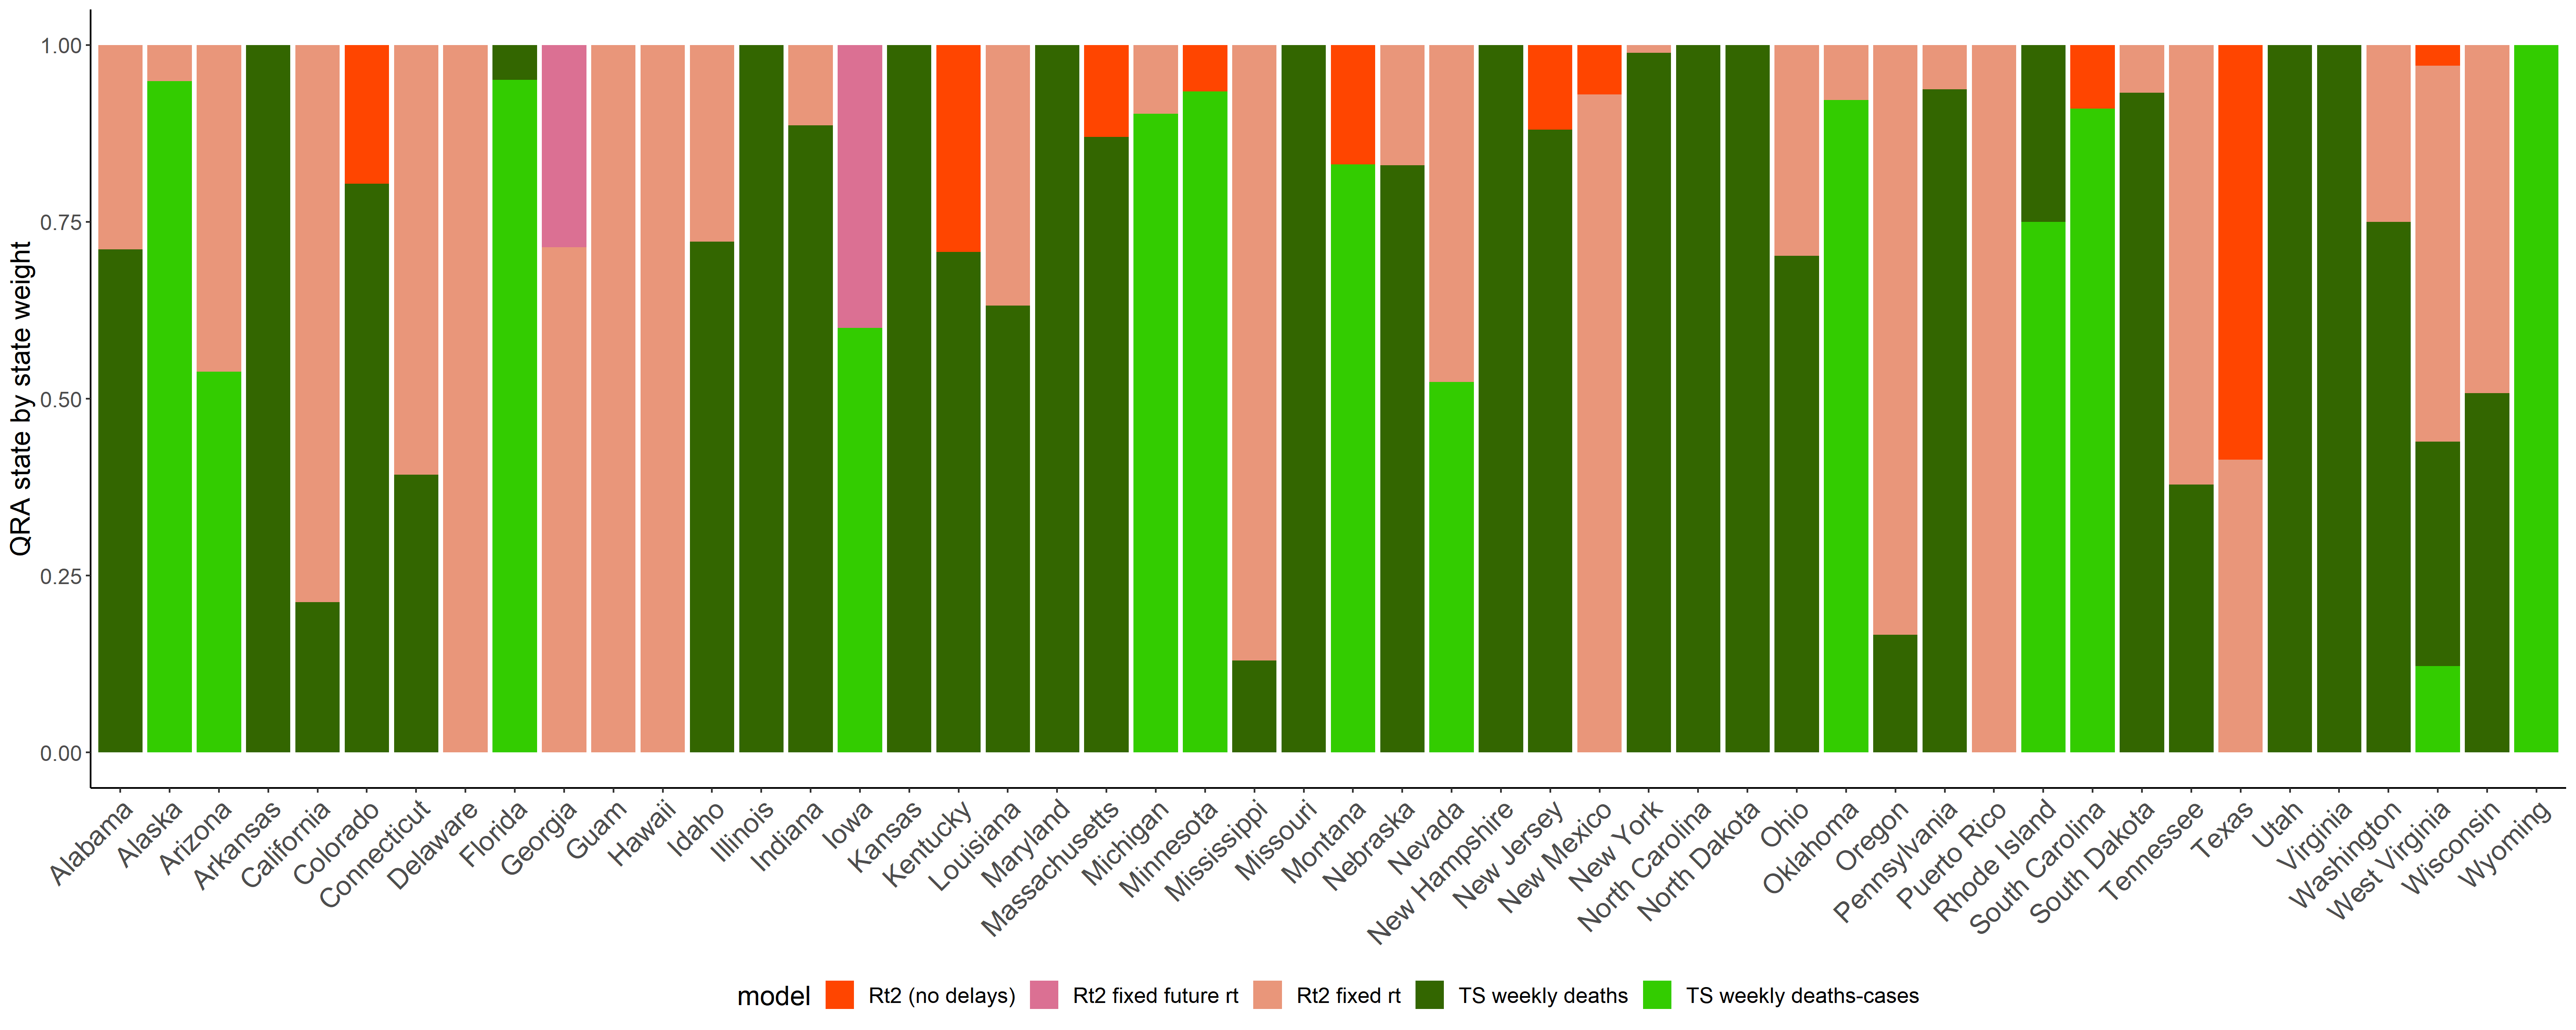 QRA state by state weight
1.00
0.75
0.50
0.25
0.00
Alabama
Alaska
Arizona
Arkansas
California
Colorado
Connecticut
Delaware
Florida
Georgia
Guam
Hawaii
Idaho
Illinois
Indiana
Iowa
Kansas
Kentucky
Louisiana
Maryland
Massachusetts
Michigan
Minnesota
Mississippi
Missouri
Montana
Nebraska
Nevada
New Hampshire
New Jersey
New Mexico
New York
North Carolina
North Dakota
Ohio
Oklahoma
Oregon
Pennsylvania
Puerto Rico
Rhode Island
South Carolina
South Dakota
Tennessee
Texas
Utah
Virginia
Washington
West Virginia
Wisconsin
Wyoming
model Rt2 (no delays) Rt2 fixed future rt Rt2 fixed rt TS weekly deaths TS weekly deaths-cases